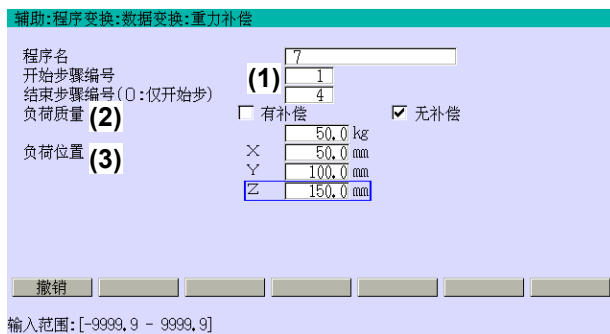 辅助:程序变换:数据变换:重力补偿
程序名 7
开始步骤编号 (1) 1
结束步骤编号(0:仅开始步) 4
负荷质量 (2) 有补偿 无补偿
50.0 kg
负荷位置 (3) X 50.0 mm
Y 100.0 mm
Z 150.0 mm
撤销
输入范围:[-9999.9 - 9999.9]